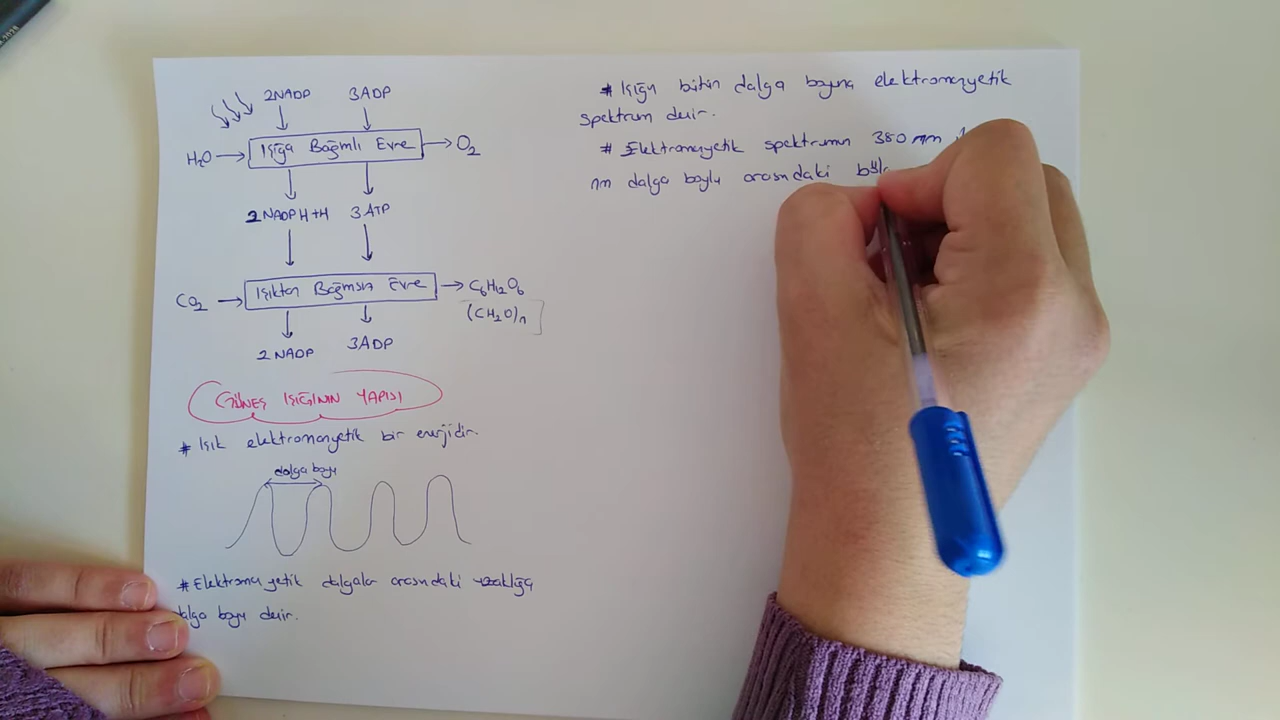 2NADP 3ADP
H₂O Işığa Bağımlı Evre O₂
2NADPH+H 3ATP
CO₂ Işıktan Bağımsız Evre C₆H₁₂O₆
(CH₂O)n
2NADP 3ADP
GÜNEŞ IŞIĞININ YAPISI
# Işık elektromanyetik bir enerjidir.
dalga boyu
# Elektromanyetik dalgalar arasındaki uzaklığa
dalga boyu denir.
# Işığın bütün dalga boyuna elektromanyetik
spektrum denir.
# Elektromanyetik spektrumun 380 nm
nm dalga boylu arasındaki